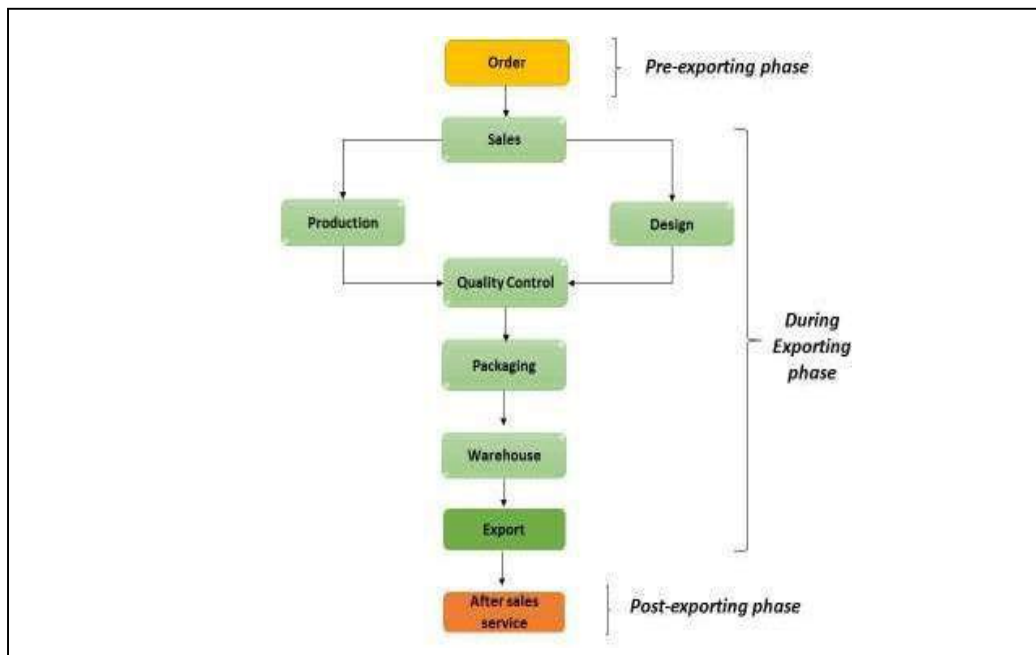 Order
Pre-exporting phase
Sales
Production
Design
Quality Control
During
Exporting
phase
Packaging
Warehouse
Export
After sales
service
Post-exporting phase